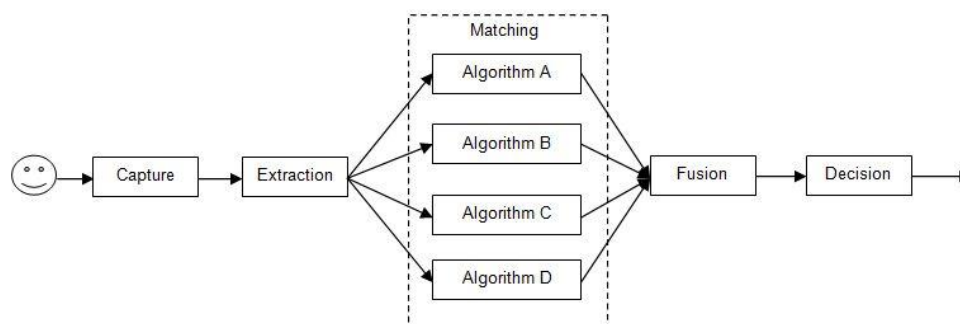 Matching
Algorithm A
Algorithm B
Capture
Extraction
Fusion
Decision
Algorithm C
Algorithm D